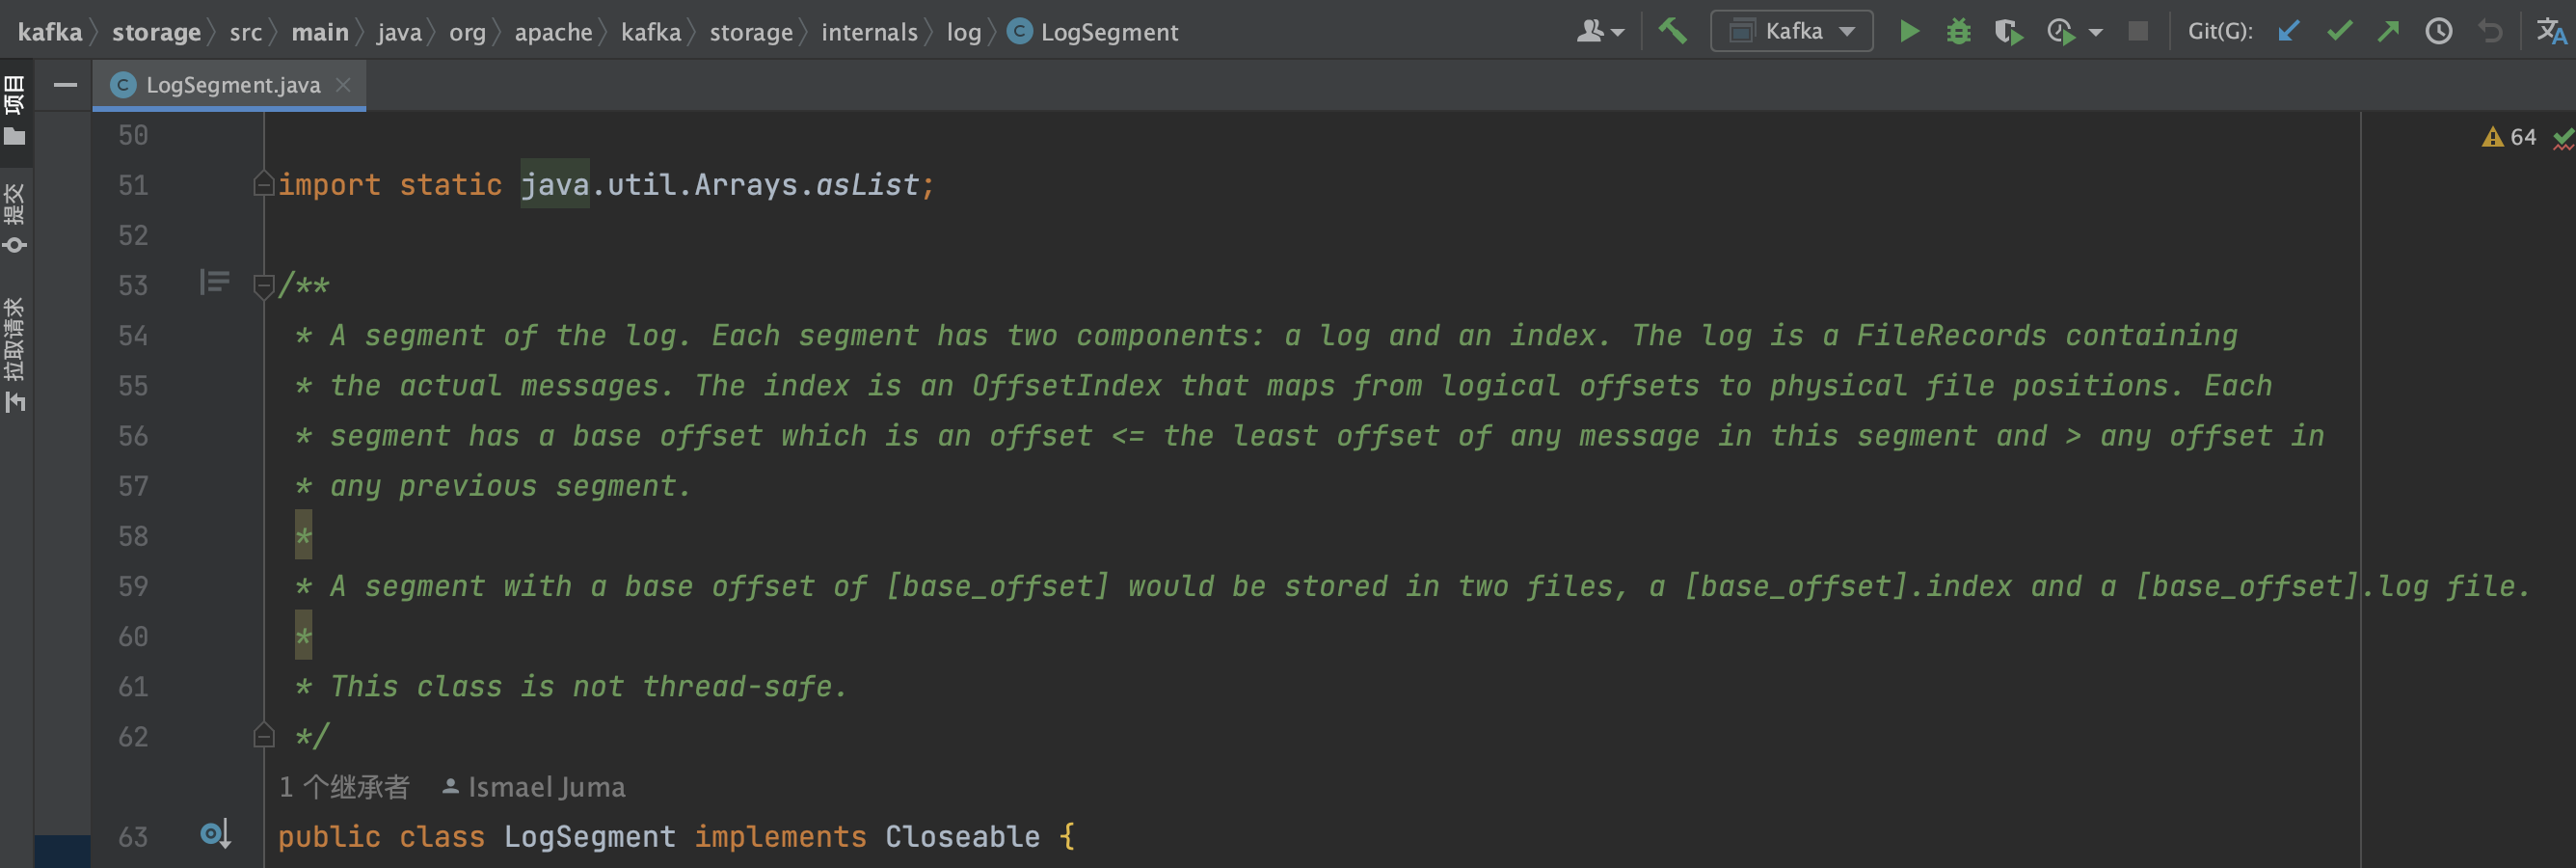 kafka storage src main java org apache kafka storage internals log LogSegment
Kafka
Git(G):
LogSegment.java
项目
提交
拉取请求
64
50
51 import static java.util.Arrays.asList;
52
53 /**
54 * A segment of the log. Each segment has two components: a log and an index. The log is a FileRecords containing
55 * the actual messages. The index is an OffsetIndex that maps from logical offsets to physical file positions. Each
56 * segment has a base offset which is an offset <= the least offset of any message in this segment and > any offset in
57 * any previous segment.
58 *
59 * A segment with a base offset of [base_offset] would be stored in two files, a [base_offset].index and a [base_offset].log file.
60 *
61 * This class is not thread-safe.
62 */
1 个继承者 Ismael Juma
63 public class LogSegment implements Closeable {